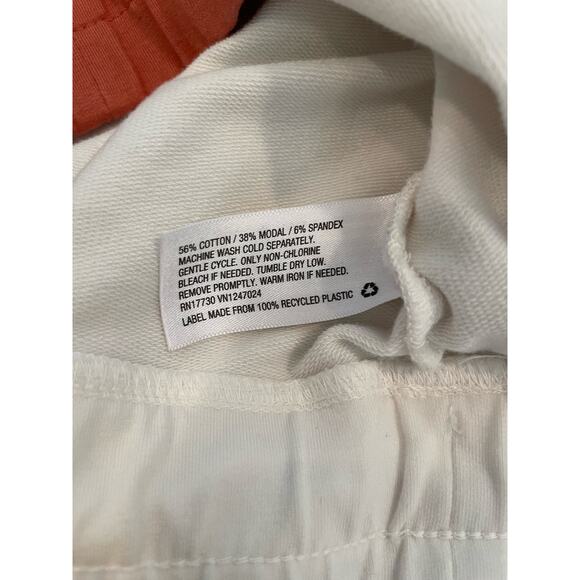 56% COTTON / 38% MODAL / 6% SPANDEX
MACHINE WASH COLD SEPARATELY.
GENTLE CYCLE. ONLY NON-CHLORINE
BLEACH IF NEEDED. TUMBLE DRY LOW.
REMOVE PROMPTLY. WARM IRON IF NEEDED.
RN17730 VN1247024
LABEL MADE FROM 100% RECYCLED PLASTIC